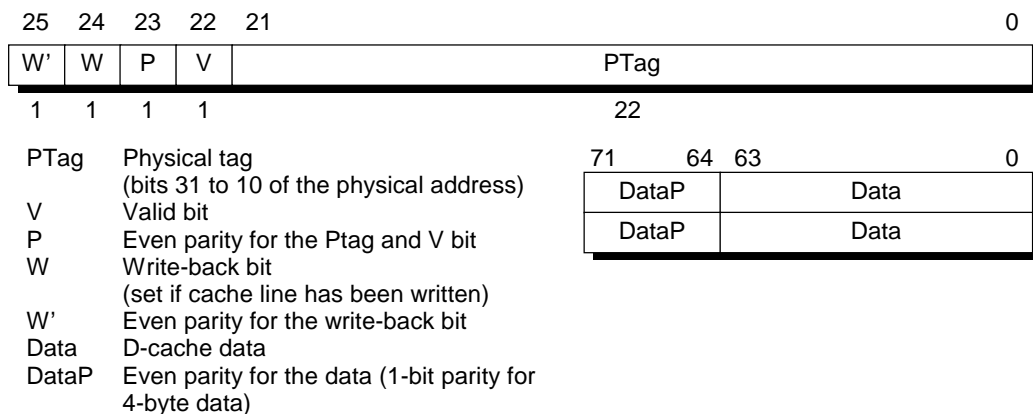 25 24 23 22 21 0
W’ W P V PTag
1 1 1 1 22
PTag Physical tag
(bits 31 to 10 of the physical address)
V Valid bit
P Even parity for the Ptag and V bit
W Write-back bit
(set if cache line has been written)
W’ Even parity for the write-back bit
Data D-cache data
DataP Even parity for the data (1-bit parity for
4-byte data)
71 64 63 0
DataP Data
DataP Data